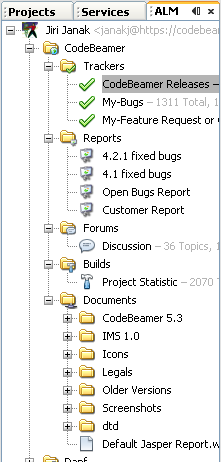 Projects Services ALM
Jiri Janak <janakj@https://codebeam
CodeBeamer
Trackers
CodeBeamer Releases –
My-Bugs – 1311 Total, 1
My-Feature Request or C
Reports
4.2.1 fixed bugs
4.1 fixed bugs
Open Bugs Report
Customer Report
Forums
Discussion – 36 Topics, 1
Builds
Project Statistic – 2070 T
Documents
CodeBeamer 5.3
IMS 1.0
Icons
Legals
Older Versions
Screenshots
dtd
Default Jasper Report.w